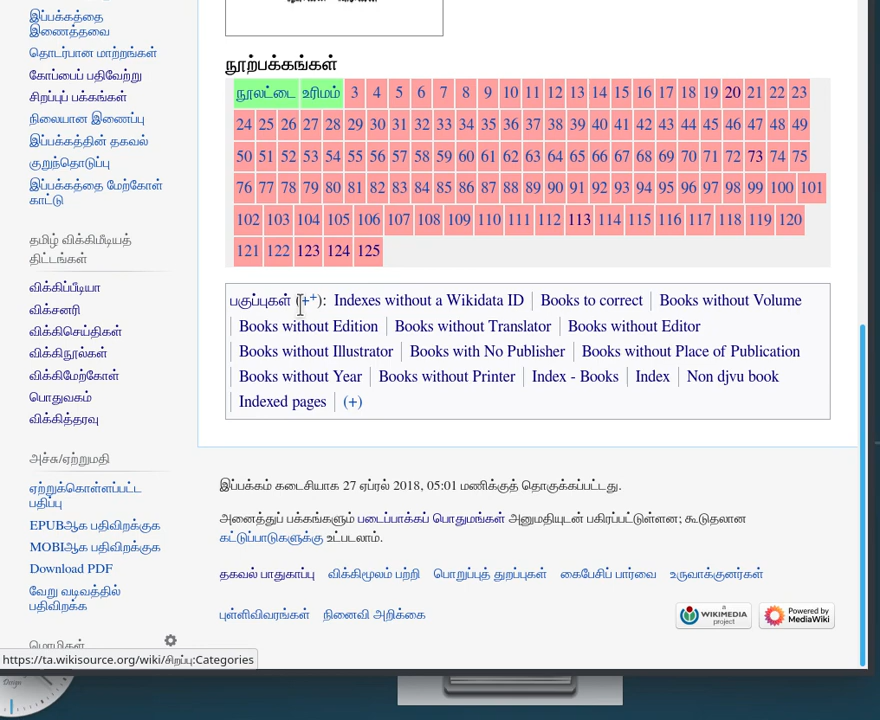 இப்பக்கத்தை
இணைத்தவை
தொடர்பான மாற்றங்கள்
கோப்பைப் பதிவேற்று
சிறப்புப் பக்கங்கள்
நிலையான இணைப்பு
இப்பக்கத்தின் தகவல்
குறுந்தொடுப்பு
இப்பக்கத்தை மேற்கோள்
காட்டு
தமிழ் விக்கிமீடியத்
திட்டங்கள்
விக்கிப்பீடியா
விக்சனரி
விக்கிசெய்திகள்
விக்கிநூல்கள்
விக்கிமேற்கோள்
பொதுவகம்
விக்கித்தரவு
அச்சு/ஏற்றுமதி
ஏற்றுக்கொள்ளப்பட்ட
பதிப்பு
EPUBஆக பதிவிறக்குக
MOBIஆக பதிவிறக்குக
Download PDF
வேறு வடிவத்தில்
பதிவிறக்க
நூற்பக்கங்கள்
நூலட்டை உரிமம் 3 4 5 6 7 8 9 10 11 12 13 14 15 16 17 18 19 20 21 22 23
24 25 26 27 28 29 30 31 32 33 34 35 36 37 38 39 40 41 42 43 44 45 46 47 48 49
50 51 52 53 54 55 56 57 58 59 60 61 62 63 64 65 66 67 68 69 70 71 72 73 74 75
76 77 78 79 80 81 82 83 84 85 86 87 88 89 90 91 92 93 94 95 96 97 98 99 100 101
102 103 104 105 106 107 108 109 110 111 112 113 114 115 116 117 118 119 120
121 122 123 124 125
பகுப்புகள் (+⁺): Indexes without a Wikidata ID | Books to correct | Books without Volume
| Books without Edition | Books without Translator | Books without Editor
| Books without Illustrator | Books with No Publisher | Books without Place of Publication
| Books without Year | Books without Printer | Index - Books | Index | Non djvu book
| Indexed pages | (+)
இப்பக்கம் கடைசியாக 27 ஏப்ரல் 2018, 05:01 மணிக்குத் தொகுக்கப்பட்டது.
அனைத்துப் பக்கங்களும் படைப்பாக்கப் பொதுமங்கள் அனுமதியுடன் பகிரப்பட்டுள்ளன; கூடுதலான
கட்டுப்பாடுகளுக்கு உட்படலாம்.
தகவல் பாதுகாப்பு விக்கிமூலம் பற்றி பொறுப்புத் துறப்புகள் கைபேசிப் பார்வை உருவாக்குனர்கள்
புள்ளிவிவரங்கள் நினைவி அறிக்கை
a WIKIMEDIA project
Powered by MediaWiki
https://ta.wikisource.org/wiki/சிறப்பு:Categories